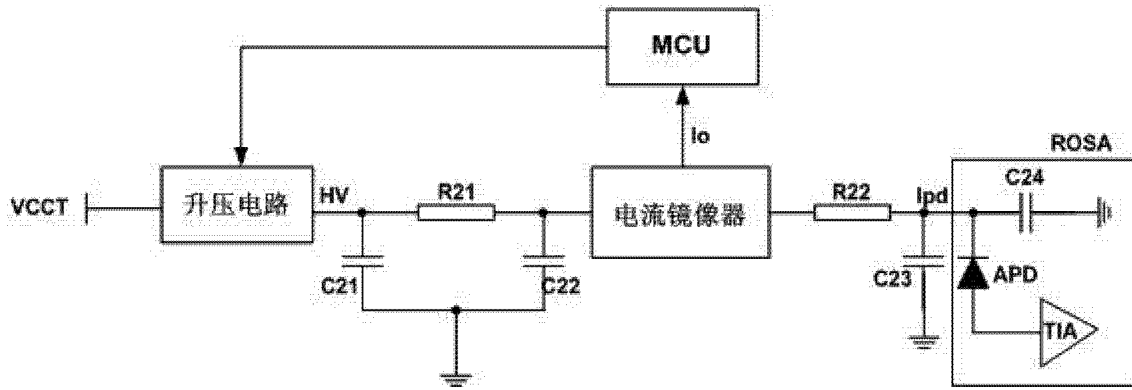 MCU
Io
ROSA
VCCT
升压电路
HV
R21
电流镜像器
R22
Ipd
C24
C21
C22
C23
APD
TIA